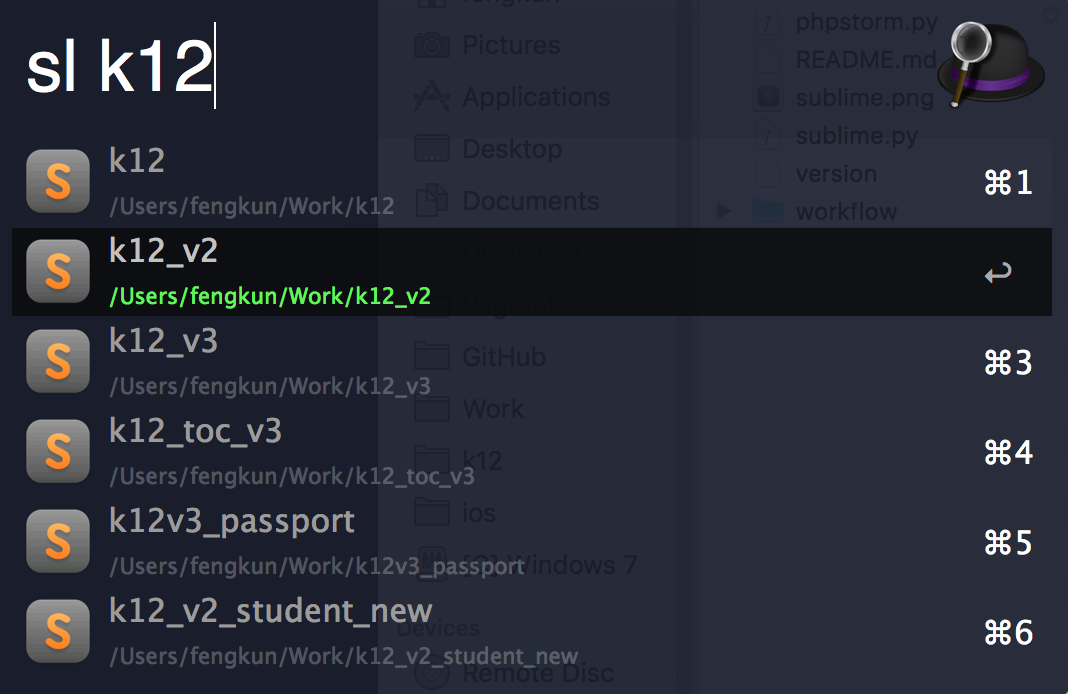 sl k12
k12
/Users/fengkun/Work/k12
⌘1
k12_v2
/Users/fengkun/Work/k12_v2
↩
k12_v3
/Users/fengkun/Work/k12_v3
⌘3
k12_toc_v3
/Users/fengkun/Work/k12_toc_v3
⌘4
k12v3_passport
/Users/fengkun/Work/k12v3_passport
⌘5
k12_v2_student_new
/Users/fengkun/Work/k12_v2_student_new
⌘6
fengkun
Pictures
Applications
Desktop
Documents
Downloads
Vagrant
GitHub
Work
k12
ios
[C] Windows 7
Devices
Remote Disc
phpstorm.py
README.md
sublime.png
sublime.py
version
workflow